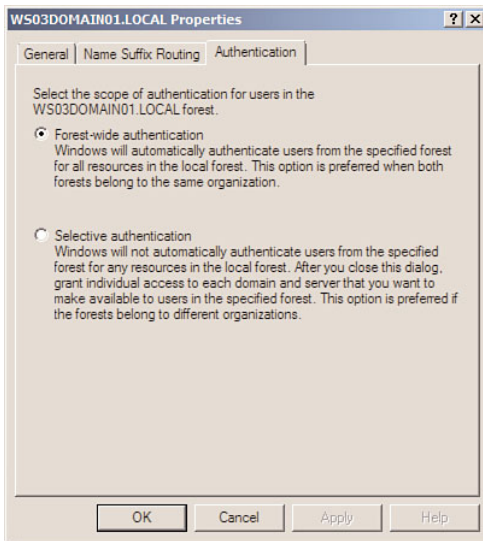 WS03DOMAIN01.LOCAL Properties
General Name Suffix Routing Authentication
Select the scope of authentication for users in the
WS03DOMAIN01.LOCAL forest.
Forest-wide authentication
Windows will automatically authenticate users from the specified forest
for all resources in the local forest. This option is preferred when both
forests belong to the same organization.
Selective authentication
Windows will not automatically authenticate users from the specified
forest for any resources in the local forest. After you close this dialog,
grant individual access to each domain and server that you want to
make available to users in the specified forest. This option is preferred if
the forests belong to different organizations.
OK Cancel Apply Help